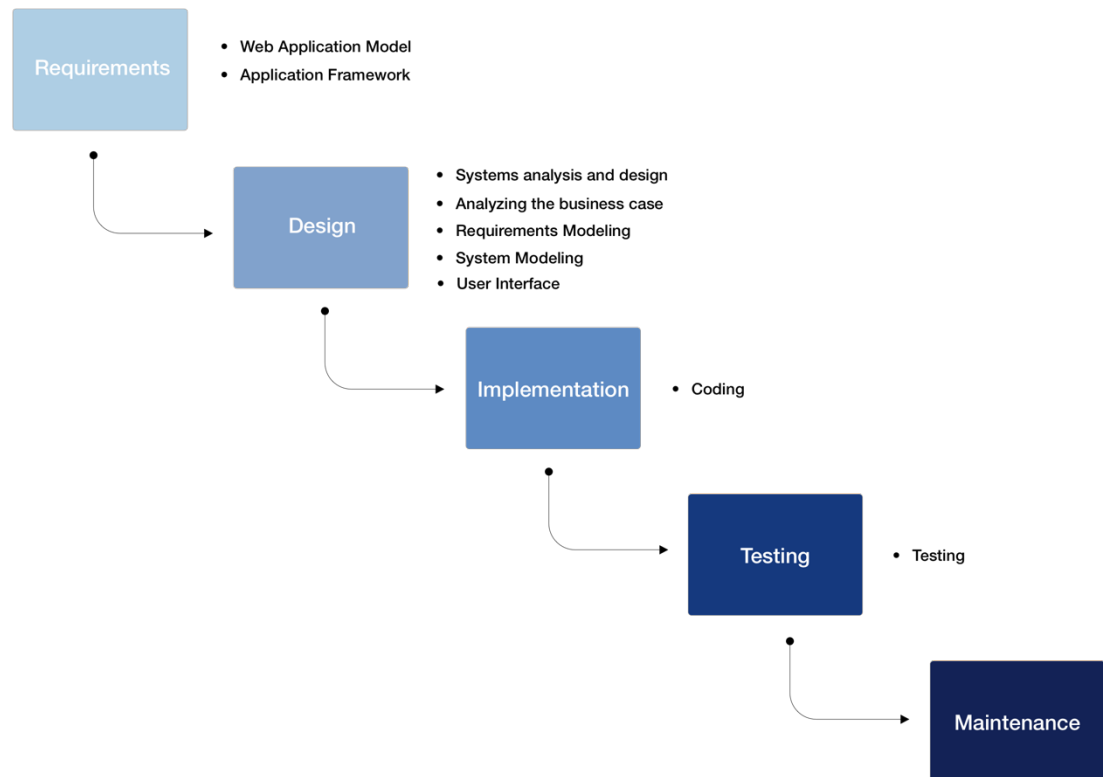 Requirements
• Web Application Model
• Application Framework
Design
• Systems analysis and design
• Analyzing the business case
• Requirements Modeling
• System Modeling
• User Interface
Implementation
• Coding
Testing
• Testing
Maintenance